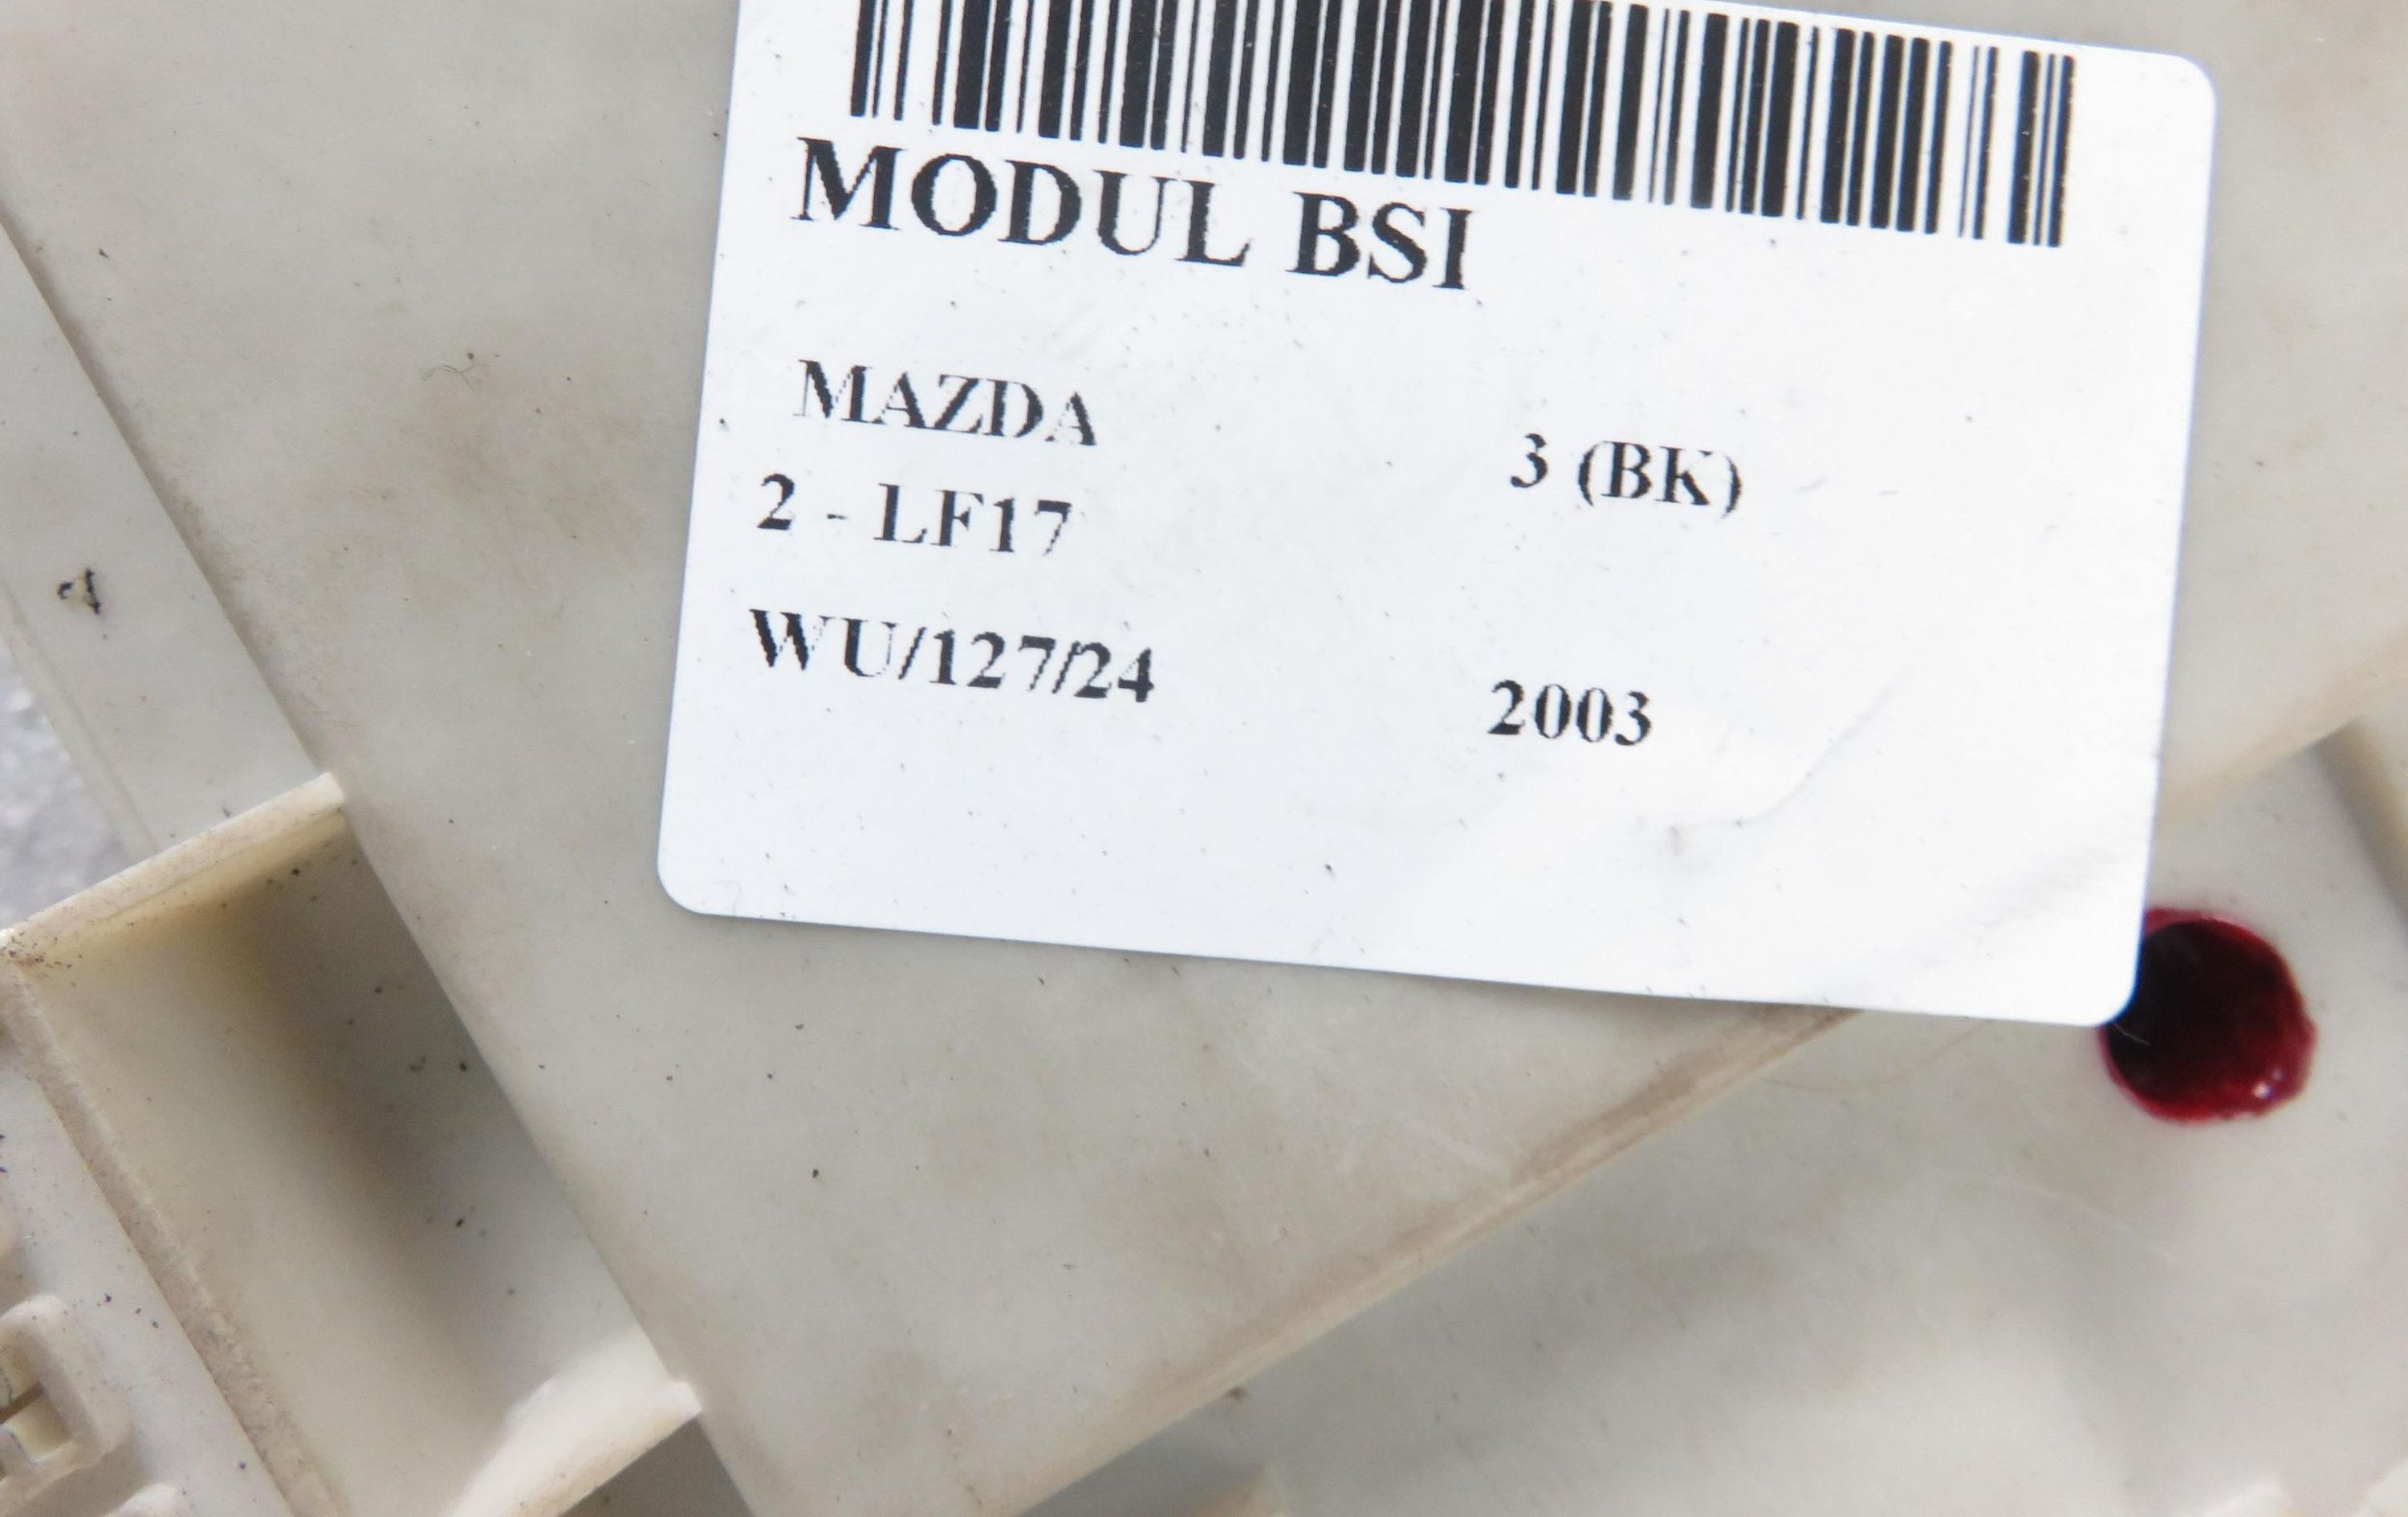 MODUL BSI
MAZDA 3 (BK)
2 - LF17
WU/127/24 2003